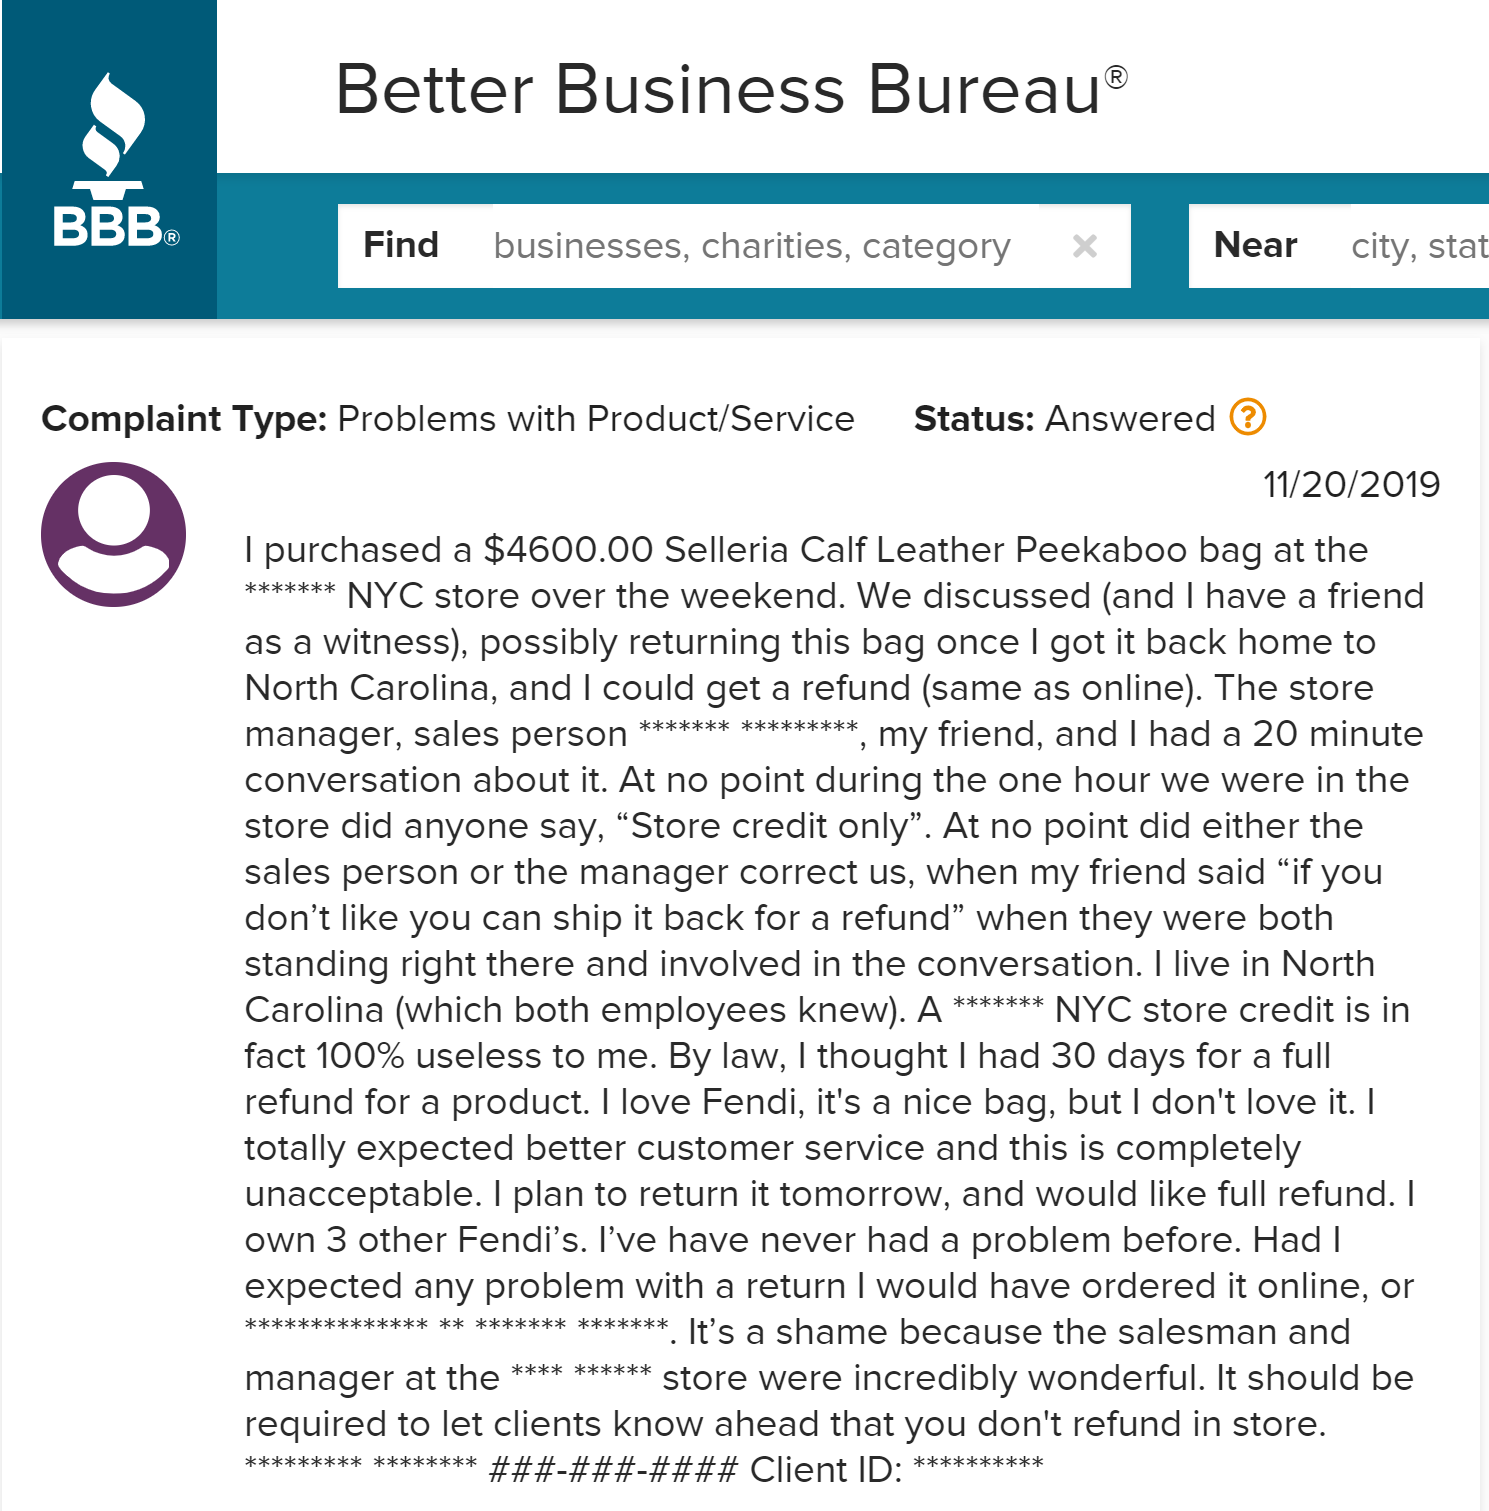 Better Business Bureau®
BBB®
Find businesses, charities, category ×
Near city, stat
Complaint Type: Problems with Product/Service Status: Answered ?
11/20/2019
I purchased a $4600.00 Selleria Calf Leather Peekaboo bag at the
******* NYC store over the weekend. We discussed (and I have a friend
as a witness), possibly returning this bag once I got it back home to
North Carolina, and I could get a refund (same as online). The store
manager, sales person ******* *********, my friend, and I had a 20 minute
conversation about it. At no point during the one hour we were in the
store did anyone say, “Store credit only”. At no point did either the
sales person or the manager correct us, when my friend said “if you
don’t like you can ship it back for a refund” when they were both
standing right there and involved in the conversation. I live in North
Carolina (which both employees knew). A ******* NYC store credit is in
fact 100% useless to me. By law, I thought I had 30 days for a full
refund for a product. I love Fendi, it's a nice bag, but I don't love it. I
totally expected better customer service and this is completely
unacceptable. I plan to return it tomorrow, and would like full refund. I
own 3 other Fendi’s. I’ve have never had a problem before. Had I
expected any problem with a return I would have ordered it online, or
************** ** ******* *******. It’s a shame because the salesman and
manager at the **** ****** store were incredibly wonderful. It should be
required to let clients know ahead that you don't refund in store.
********* ******** ###-###-#### Client ID: **********